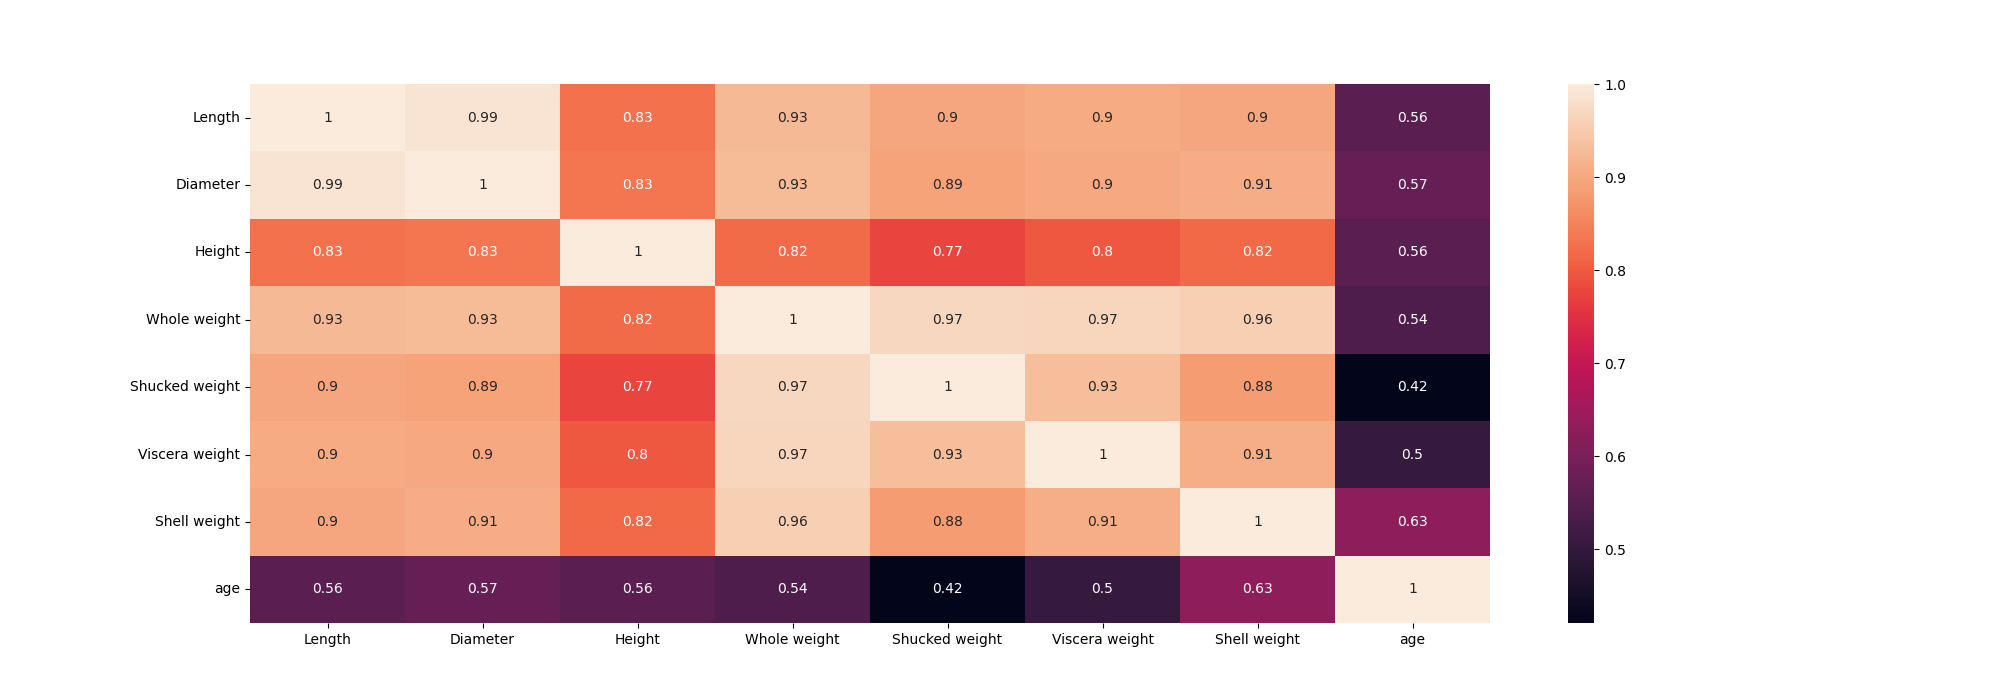 Length 1 0.99 0.83 0.93 0.9 0.9 0.9 0.56
Diameter 0.99 1 0.83 0.93 0.89 0.9 0.91 0.57
Height 0.83 0.83 1 0.82 0.77 0.8 0.82 0.56
Whole weight 0.93 0.93 0.82 1 0.97 0.97 0.96 0.54
Shucked weight 0.9 0.89 0.77 0.97 1 0.93 0.88 0.42
Viscera weight 0.9 0.9 0.8 0.97 0.93 1 0.91 0.5
Shell weight 0.9 0.91 0.82 0.96 0.88 0.91 1 0.63
age 0.56 0.57 0.56 0.54 0.42 0.5 0.63 1
Length Diameter Height Whole weight Shucked weight Viscera weight Shell weight age
1.0
0.9
0.8
0.7
0.6
0.5